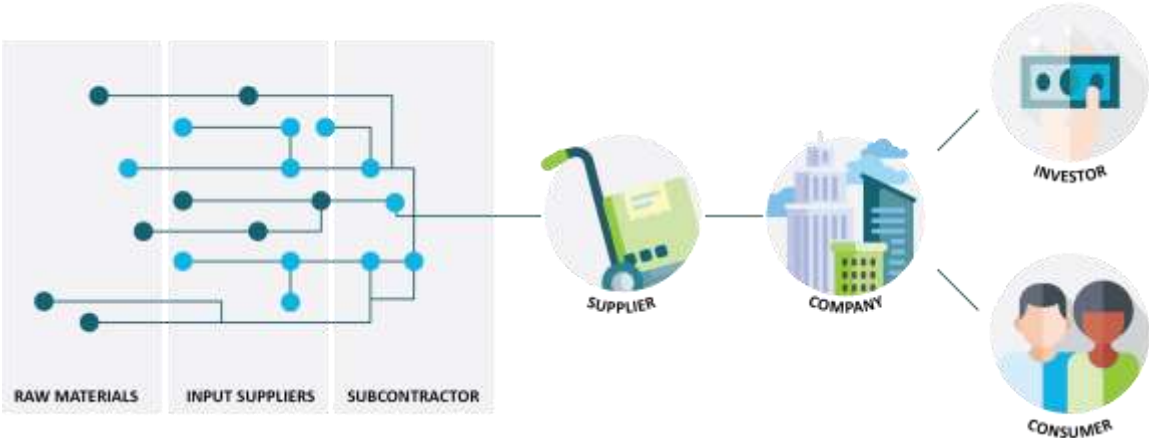 RAW MATERIALS
INPUT SUPPLIERS
SUBCONTRACTOR
SUPPLIER
COMPANY
INVESTOR
CONSUMER